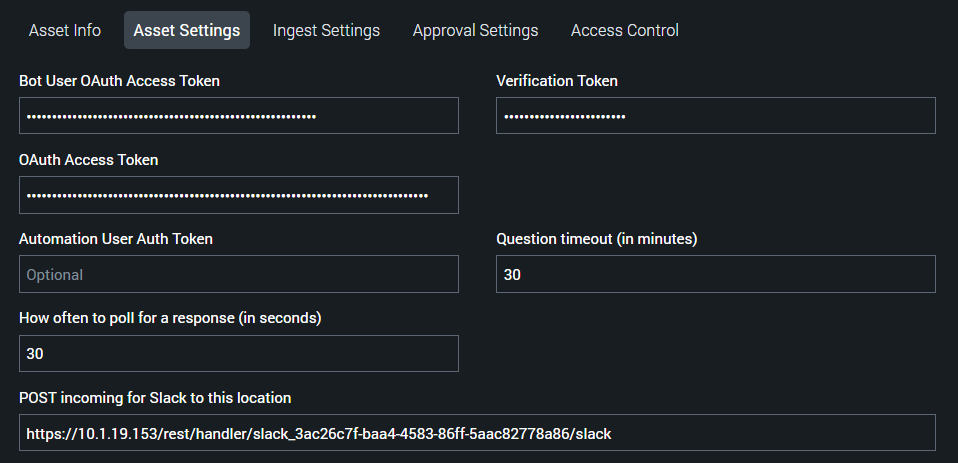 Asset Info Asset Settings Ingest Settings Approval Settings Access Control
Bot User OAuth Access Token Verification Token
•••••••••••••••••••••••••••••••••••••••••••••••••••••••••• ••••••••••••••••••••••••
OAuth Access Token
••••••••••••••••••••••••••••••••••••••••••••••••••••••••••••••••••••••••••••••••
Automation User Auth Token Question timeout (in minutes)
Optional 30
How often to poll for a response (in seconds)
30
POST incoming for Slack to this location
https://10.1.19.153/rest/handler/slack_3ac26c7f-baa4-4583-86ff-5aac82778a86/slack